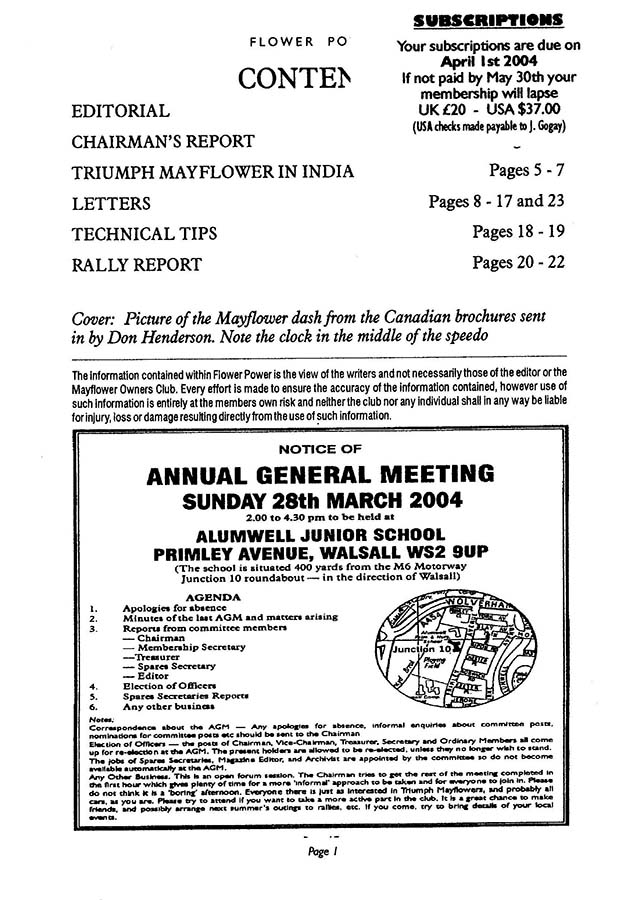 FLOWER PO
CONTEN
SUBSCRIPTIONS
Your subscriptions are due on
April 1st 2004
If not paid by May 30th your
membership will lapse
UK £20 - USA $37.00
(USA checks made payable to J. Gogay)
EDITORIAL
CHAIRMAN'S REPORT
TRIUMPH MAYFLOWER IN INDIA Pages 5 - 7
LETTERS Pages 8 - 17 and 23
TECHNICAL TIPS Pages 18 - 19
RALLY REPORT Pages 20 - 22
Cover: Picture of the Mayflower dash from the Canadian brochures sent
in by Don Henderson. Note the clock in the middle of the speedo
The information contained within Flower Power is the view of the writers and not necessarily those of the editor or the
Mayflower Owners Club. Every effort is made to ensure the accuracy of the information contained, however use of
such information is entirely at the members own risk and neither the club nor any individual shall in any way be liable
for injury, loss or damage resulting directly from the use of such information.
NOTICE OF
ANNUAL GENERAL MEETING
SUNDAY 28th MARCH 2004
2.00 to 4.30 pm to be held at
ALUMWELL JUNIOR SCHOOL
PRIMLEY AVENUE, WALSALL WS2 9UP
(The school is situated 400 yards from the M6 Motorway
Junction 10 roundabout — in the direction of Walsall)
AGENDA
1. Apologies for absence
2. Minutes of the last AGM and matters arising
3. Reports from committee members
— Chairman
— Membership Secretary
—Treasurer
— Spares Secretary
— Editor
4. Election of Officers
5. Spares Secretaries Reports
6. Any other business
WOLVERHA
Alumwell
School
Junction 10
Playing
Field
Notes;
Correspondence about the AGM — Any apologies for absence, informal enquiries about committee posts,
nominations for committee posts etc should be sent to the Chairman
Election of Officers — the posts of Chairman, Vice-Chairman, Treasurer, Secretary and Ordinary Members all come
up for re-election at the AGM. The present holders are allowed to be re-elected, unless they no longer wish to stand.
The jobs of Spares Secretaries, Magazine Editor, and Archivist are appointed by the committee so do not become
available automatically at the AGM.
Any Other Business. This is an open forum session. The Chairman tries to get the rest of the meeting completed in
the first hour which gives plenty of time for a more 'informal' approach to be taken and for everyone to join in. Please
do not think it is a 'boring' afternoon. Everyone there is just as interested in Triumph Mayflowers, and probably all
cars, as you are. Please try to attend if you want to take a more active part in the club. It is a great chance to make
friends, and possibly arrange next summer's outings to rallies, etc. If you come, try to bring details of your local
events.
Page 1